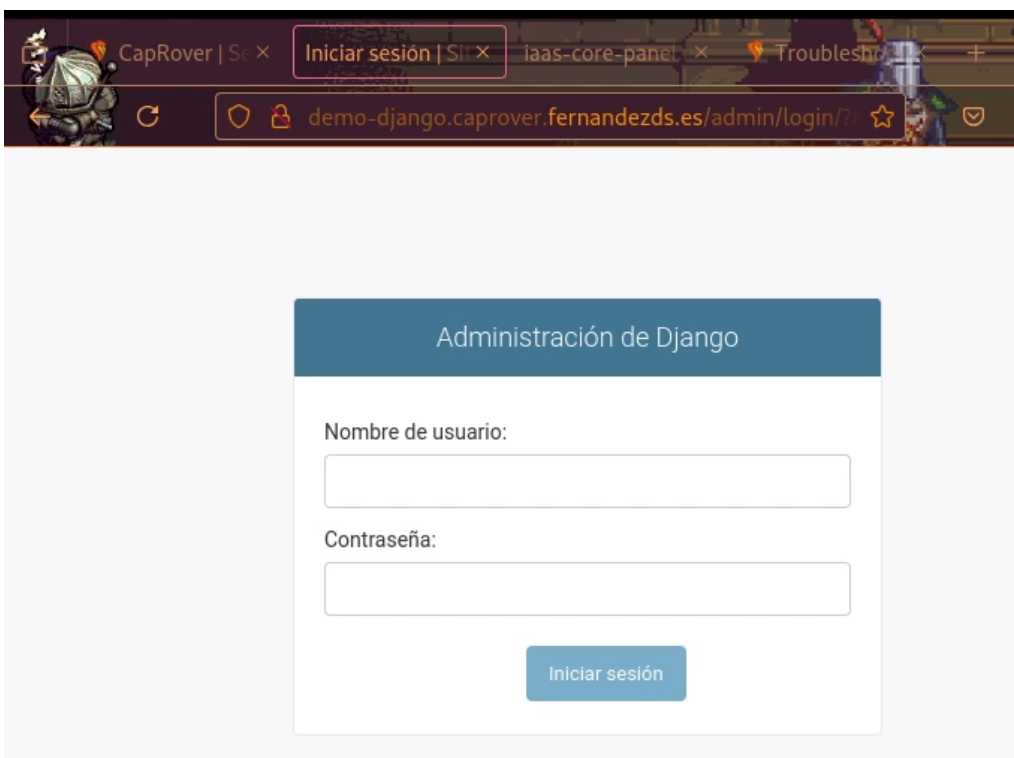 CapRover | Se
Iniciar sesión | Sit
iaas-core-panel
Troublesho
demo-django.caprover.fernandezds.es/admin/login/?
Administración de Django
Nombre de usuario:
Contraseña:
Iniciar sesión